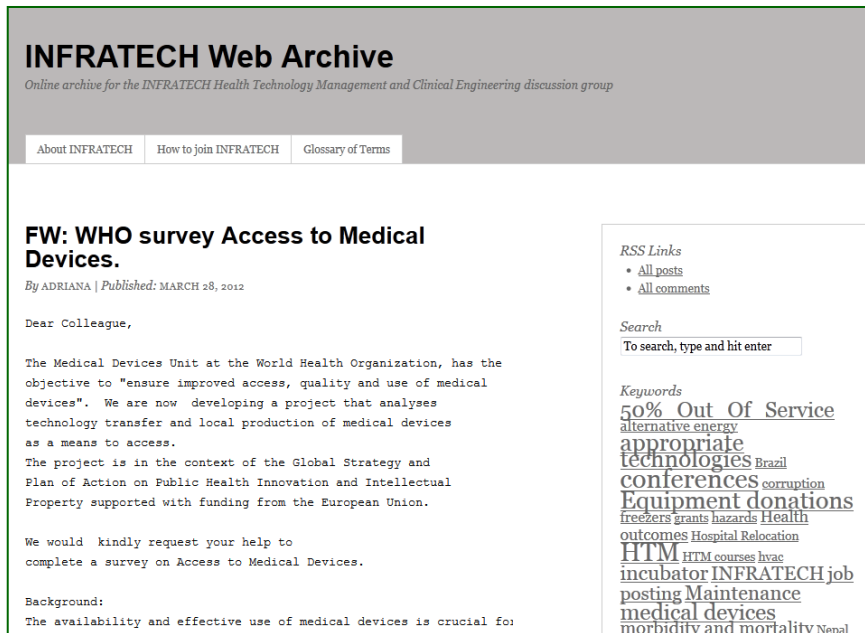 INFRATECH Web Archive
Online archive for the INFRATECH Health Technology Management and Clinical Engineering discussion group
About INFRATECH
How to join INFRATECH
Glossary of Terms
FW: WHO survey Access to Medical
Devices.
By ADRIANA | Published: MARCH 28, 2012
Dear Colleague,
The Medical Devices Unit at the World Health Organization, has the
objective to "ensure improved access, quality and use of medical
devices".  We are now  developing a project that analyses
technology transfer and local production of medical devices
as a means to access.
The project is in the context of the Global Strategy and
Plan of Action on Public Health Innovation and Intellectual
Property supported with funding from the European Union.
We would  kindly request your help to
complete a survey on Access to Medical Devices.
Background:
The availability and effective use of medical devices is crucial for
RSS Links
All posts
All comments
Search
To search, type and hit enter
Keywords
50% Out Of Service
alternative energy
appropriate
technologies Brazil
conferences corruption
Equipment donations
freezers grants hazards Health
outcomes Hospital Relocation
HTM HTM courses hvac
incubator INFRATECH job
posting Maintenance
medical devices
morbidity and mortality Nepal